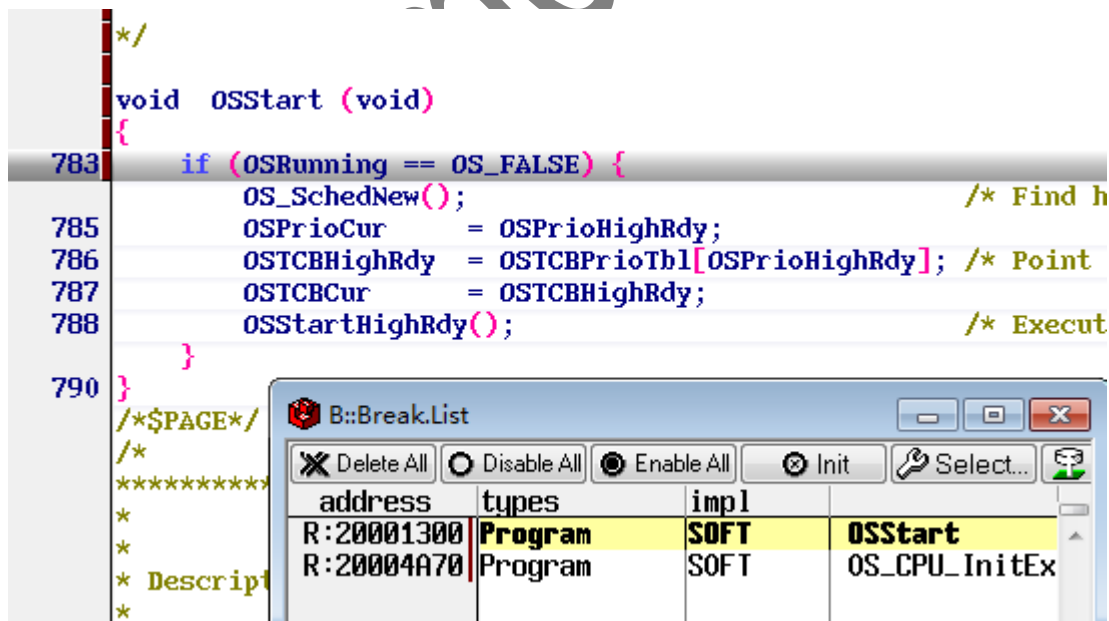 */
void OSStart (void)
{
783 if (OSRunning == OS_FALSE) {
OS_SchedNew(); /* Find h
785 OSPrioCur = OSPrioHighRdy;
786 OSTCBHighRdy = OSTCBPrioTbl[OSPrioHighRdy]; /* Point
787 OSTCBCur = OSTCBHighRdy;
788 OSStartHighRdy(); /* Execut
}
790 }
/*$PAGE*/
/*
**********
*
*
* Descript
*
B::Break.List
Delete All Disable All Enable All Init Select...
address types impl
R:20001300 Program SOFT OSStart
R:20004A70 Program SOFT OS_CPU_InitEx